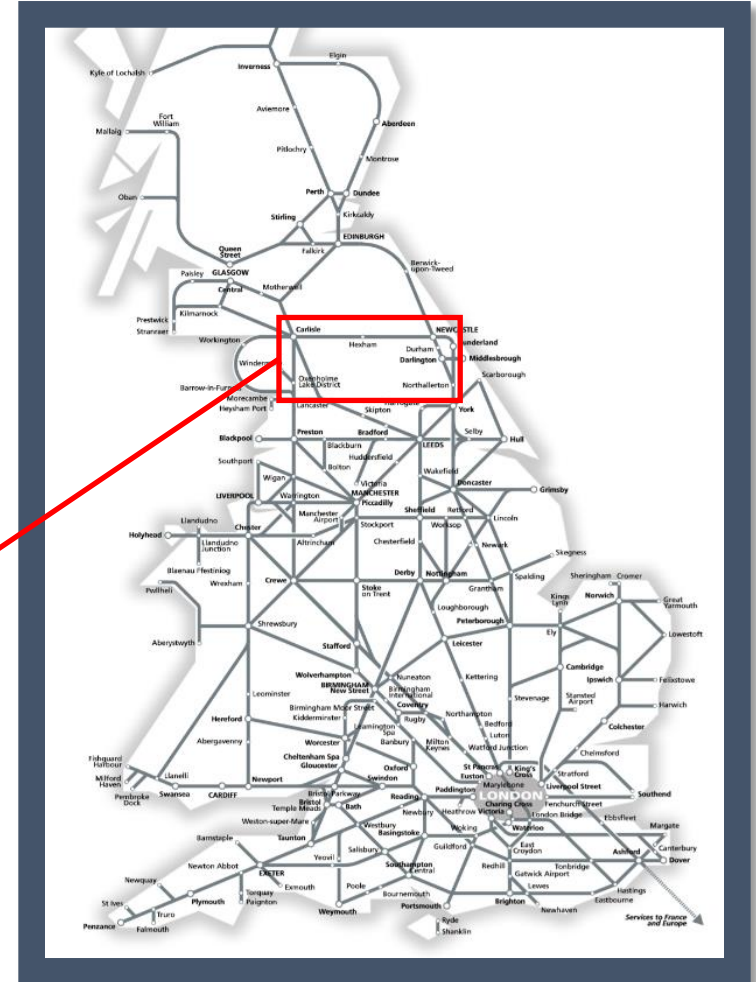 Elgin
Inverness
Kyle of Lochalsh
Aviemore
Fort
William
Mallaig
Aberdeen
Pitlochry
Montrose
Oban
Perth
Dundee
Stirling
Kirkcaldy
EDINBURGH
Queen
Street
Falkirk
GLASGOW
Central
Paisley
Motherwell
Berwick-
upon-Tweed
Kilmarnock
Prestwick
Stranraer
Carlisle
NEWCASTLE
Workington
Hexham
Durham
Darlington
Middlesbrough
Oxenholme
Lake District
Northallerton
Scarborough
Morecambe
Heysham Port
Lancaster
Skipton
York
Blackpool
Preston
Bradford
Selby
Blackburn
LEEDS
Hull
Huddersfield
Southport
Bolton
Wakefield
Wigan
Victoria
MANCHESTER
Piccadilly
Doncaster
Grimsby
LIVERPOOL
Warrington
Manchester
Airport
Sheffield
Retford
Lincoln
Llandudno
Chester
Stockport
Worksop
Holyhead
Llandudno
Junction
Altrincham
Chesterfield
Newark
Skegness
Blaenau Ffestiniog
Crewe
Derby
Nottingham
Spalding
Sheringham
Cromer
Pwllheli
Wrexham
Stoke
on Trent
Grantham
Kings
Lynn
Norwich
Great
Yarmouth
Loughborough
Peterborough
Shrewsbury
Ely
Lowestoft
Aberystwyth
Stafford
Leicester
Wolverhampton
Cambridge
BIRMINGHAM
New Street
Nuneaton
Kettering
Ipswich
Felixstowe
Birmingham
International
Stansted
Airport
Leominster
Coventry
Stevenage
Birmingham Moor Street
Harwich
Kidderminster
Rugby
Northampton
Hereford
Leamington
Spa
Bedford
Colchester
Worcester
Banbury
Milton
Keynes
Luton
Abergavenny
Watford Junction
Chelmsford
Cheltenham Spa
Oxford
St Pancras
King's
Cross
Gloucester
Euston
Stratford
Fishguard
Harbour
Llanelli
Newport
Swindon
Marylebone
Liverpool Street
Milford
Haven
Bristol Parkway
Reading
Paddington
LONDON
Southend
Pembroke
Dock
Swansea
CARDIFF
Bristol
Temple Meads
Bath
Newbury
Heathrow
Charing Cross
Victoria
Fenchurch Street
Ebbsfleet
Weston-super-Mare
Westbury
London Bridge
Waterloo
Margate
Barnstaple
Taunton
Basingstoke
Woking
East
Croydon
Canterbury
Salisbury
Guildford
Ashford
Yeovil
Redhill
Tonbridge
Dover
Newton Abbot
EXETER
Southampton
Central
Gatwick Airport
Newquay
Exmouth
Poole
Lewes
Hastings
St Ives
Plymouth
Torquay
Paignton
Bournemouth
Eastbourne
Truro
Weymouth
Portsmouth
Brighton
Newhaven
Penzance
Falmouth
Ryde
Shanklin
Services to France
and Europe